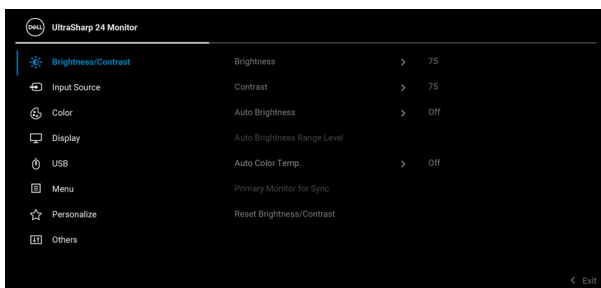 DELL UltraSharp 24 Monitor
Brightness/Contrast Brightness > 75
Input Source Contrast > 75
Color Auto Brightness > Off
Display Auto Brightness Range Level
USB Auto Color Temp. > Off
Menu Primary Monitor for Sync
Personalize Reset Brightness/Contrast
Others
< Exit